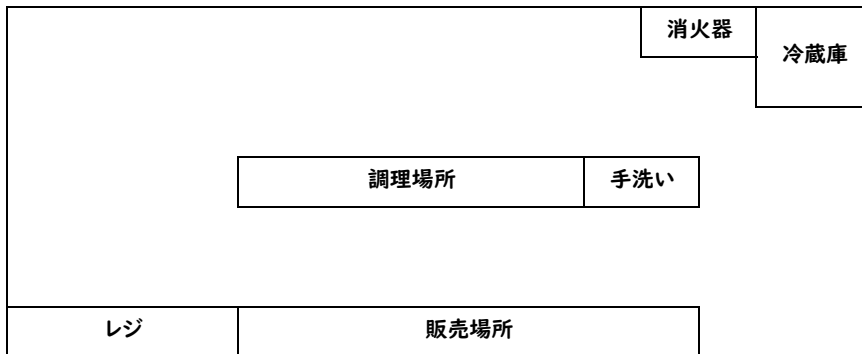 消火器
冷蔵庫
調理場所
手洗い
レジ
販売場所